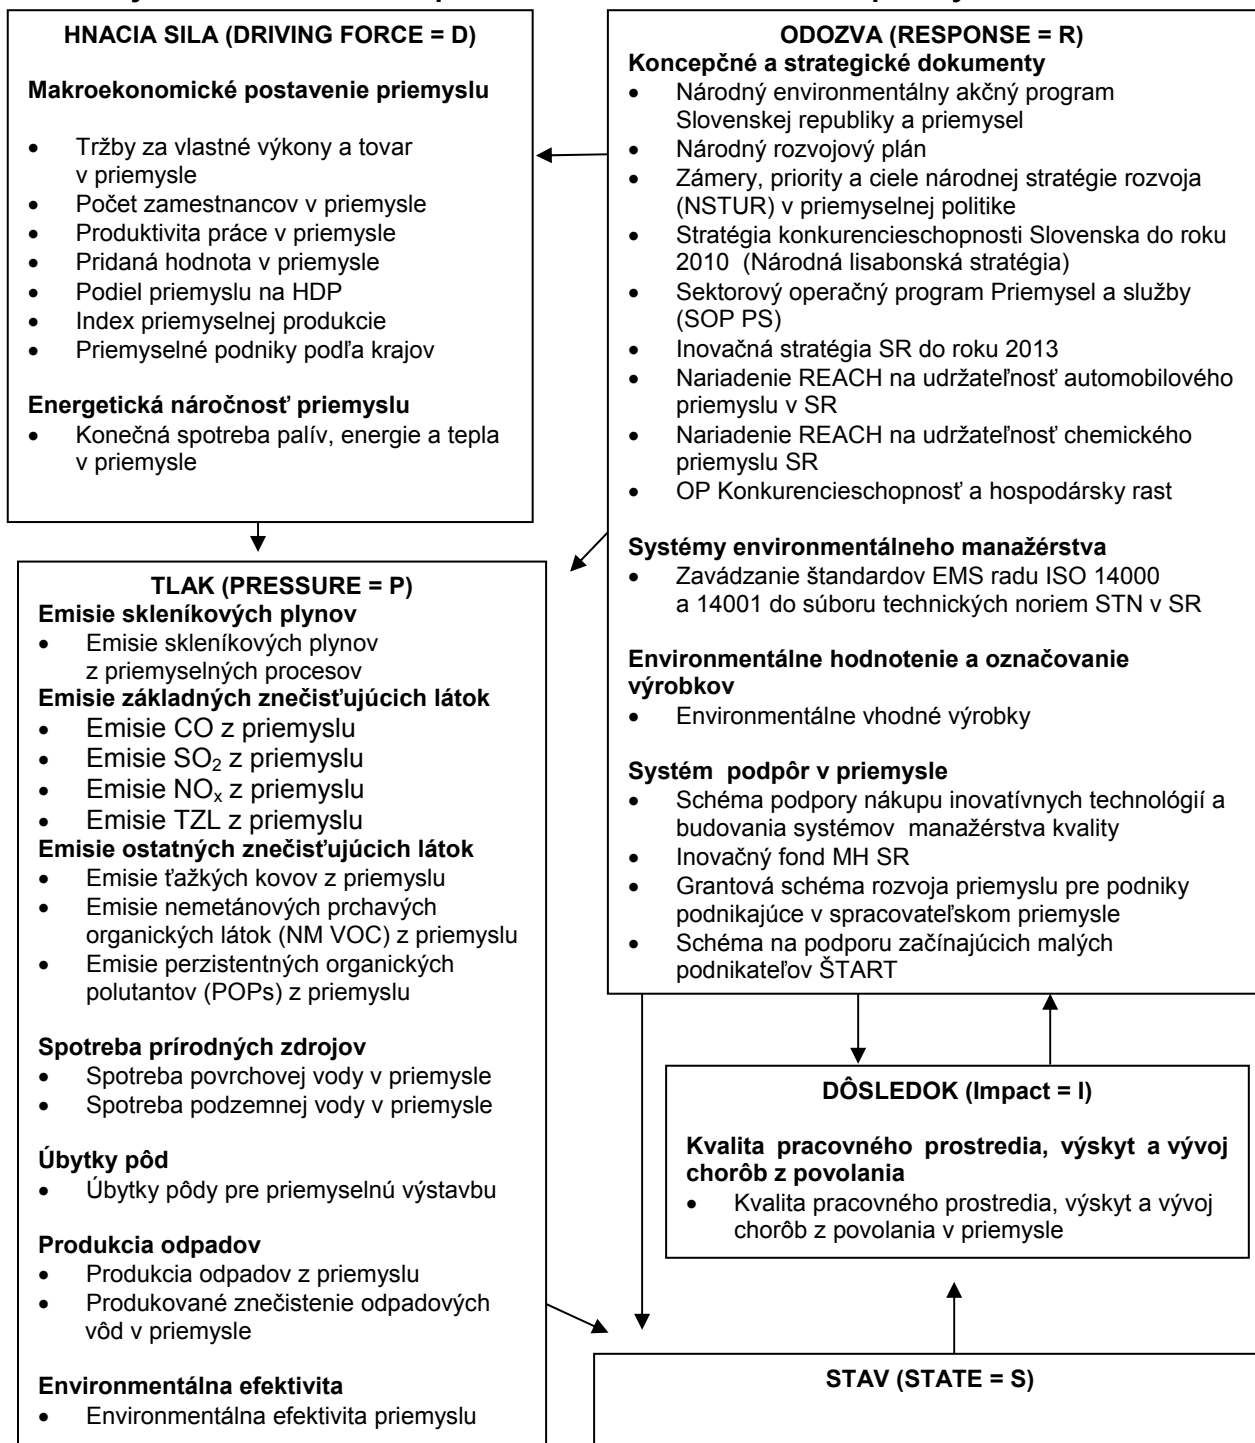 HNACIA SILA (DRIVING FORCE = D)
Makroekonomické postavenie priemyslu
• Tržby za vlastné výkony a tovar
v priemysle
• Počet zamestnancov v priemysle
• Produktivita práce v priemysle
• Pridaná hodnota v priemysle
• Podiel priemyslu na HDP
• Index priemyselnej produkcie
• Priemyselné podniky podľa krajov
Energetická náročnosť priemyslu
• Konečná spotreba palív, energie a tepla
v priemysle
ODOZVA (RESPONSE = R)
Koncepčné a strategické dokumenty
• Národný environmentálny akčný program
Slovenskej republiky a priemysel
• Národný rozvojový plán
• Zámery, priority a ciele národnej stratégie rozvoja
(NSTUR) v priemyselnej politike
• Stratégia konkurencieschopnosti Slovenska do roku
2010 (Národná lisabonská stratégia)
• Sektorový operačný program Priemysel a služby
(SOP PS)
• Inovačná stratégia SR do roku 2013
• Nariadenie REACH na udržateľnosť automobilového
priemyslu v SR
• Nariadenie REACH na udržateľnosť chemického
priemyslu SR
• OP Konkurencieschopnosť a hospodársky rast
Systémy environmentálneho manažérstva
• Zavádzanie štandardov EMS radu ISO 14000
a 14001 do súboru technických noriem STN v SR
Environmentálne hodnotenie a označovanie
výrobkov
• Environmentálne vhodné výrobky
Systém podpôr v priemysle
• Schéma podpory nákupu inovatívnych technológií a
budovania systémov manažérstva kvality
• Inovačný fond MH SR
• Grantová schéma rozvoja priemyslu pre podniky
podnikajúce v spracovateľskom priemysle
• Schéma na podporu začínajúcich malých
podnikateľov ŠTART
TLAK (PRESSURE = P)
Emisie skleníkových plynov
• Emisie skleníkových plynov
z priemyselných procesov
Emisie základných znečisťujúcich látok
• Emisie CO z priemyslu
• Emisie SO₂ z priemyslu
• Emisie NOₓ z priemyslu
• Emisie TZL z priemyslu
Emisie ostatných znečisťujúcich látok
• Emisie ťažkých kovov z priemyslu
• Emisie nemetánových prchavých
organických látok (NM VOC) z priemyslu
• Emisie perzistentných organických
polutantov (POPs) z priemyslu
Spotreba prírodných zdrojov
• Spotreba povrchovej vody v priemysle
• Spotreba podzemnej vody v priemysle
Úbytky pôd
• Úbytky pôdy pre priemyselnú výstavbu
Produkcia odpadov
• Produkcia odpadov z priemyslu
• Produkované znečistenie odpadových
vôd v priemysle
Environmentálna efektivita
• Environmentálna efektivita priemyslu
DÔSLEDOK (Impact = I)
Kvalita pracovného prostredia, výskyt a vývoj
chorôb z povolania
• Kvalita pracovného prostredia, výskyt a vývoj
chorôb z povolania v priemysle
STAV (STATE = S)